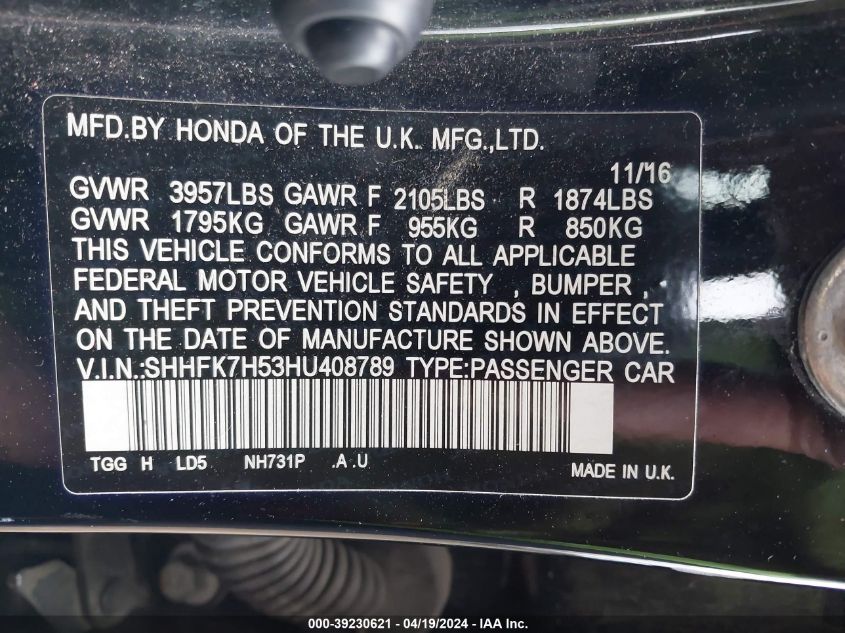 MFD.BY HONDA OF THE U.K. MFG.,LTD.
11/16
GVWR 3957LBS GAWR F 2105LBS R 1874LBS
GVWR 1795KG GAWR F 955KG R 850KG
THIS VEHICLE CONFORMS TO ALL APPLICABLE
FEDERAL MOTOR VEHICLE SAFETY , BUMPER ,
AND THEFT PREVENTION STANDARDS IN EFFECT
ON THE DATE OF MANUFACTURE SHOWN ABOVE.
V.I.N.:SHHFK7H53HU408789 TYPE:PASSENGER CAR
TGG H LD5 NH731P .A .U
MADE IN U.K.
000-39230621 - 04/19/2024 - IAA Inc.